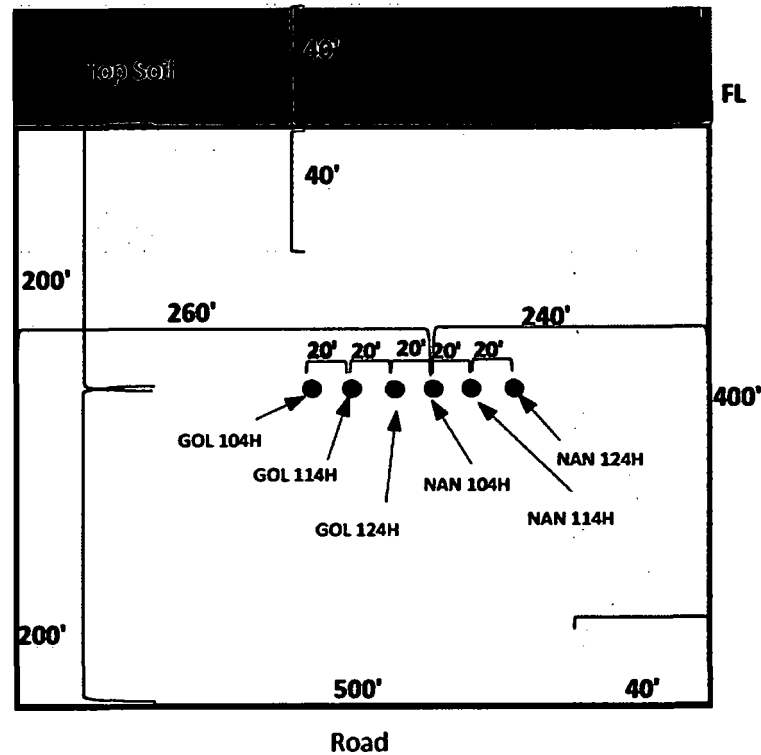 40'
Top Soil
FL
40'
200'
260'
240'
20'
20'
20'
20'
20'
400'
GOL 104H
NAN 124H
GOL 114H
NAN 104H
GOL 124H
NAN 114H
200'
500'
40'
Road